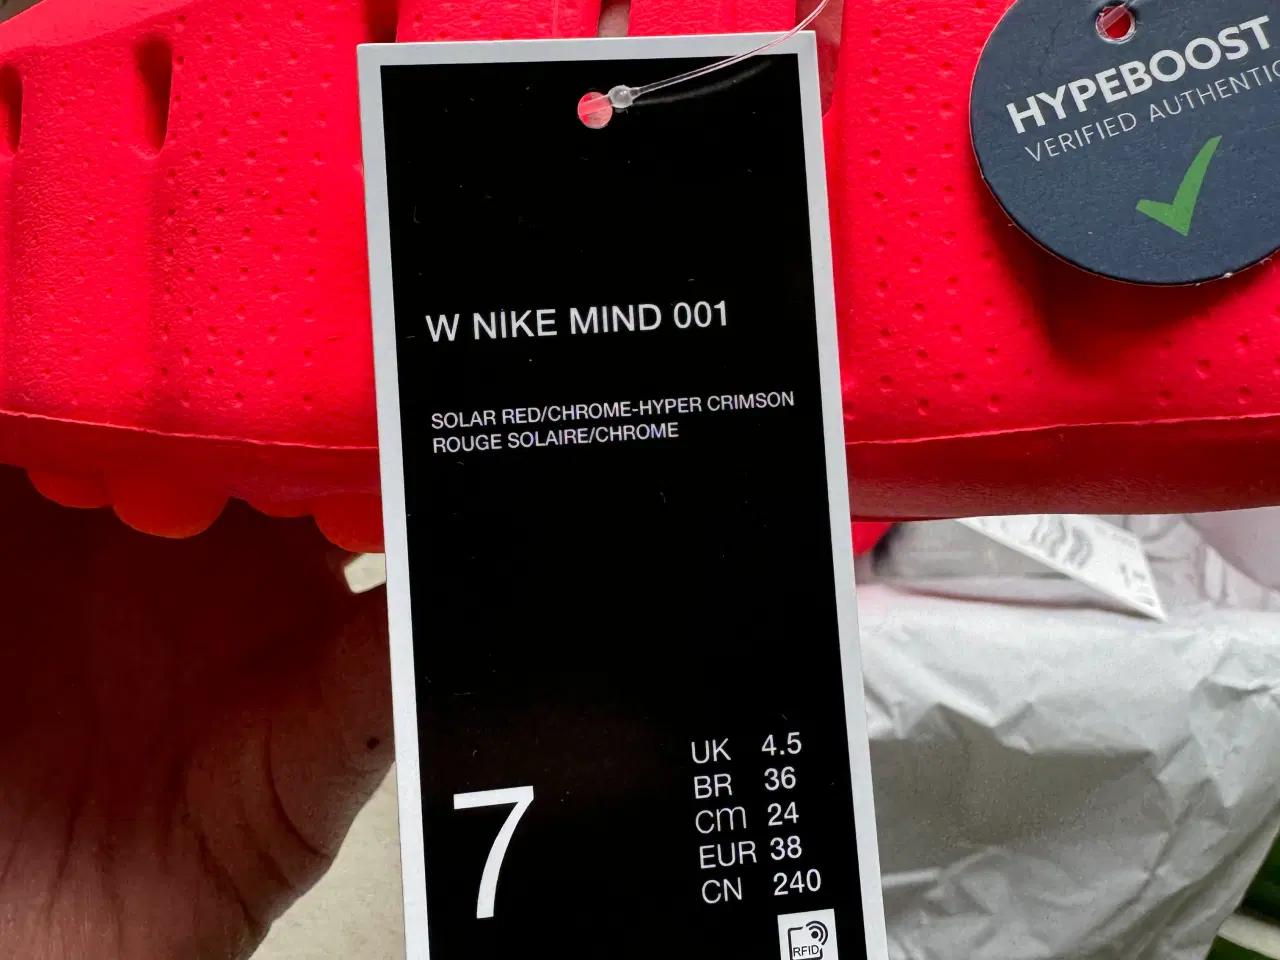 HYPEBOOST
VERIFIED AUTHENTIC
W NIKE MIND 001
SOLAR RED/CHROME-HYPER CRIMSON
ROUGE SOLAIRE/CHROME
7
UK 4.5
BR 36
cm 24
EUR 38
CN 240
RFID